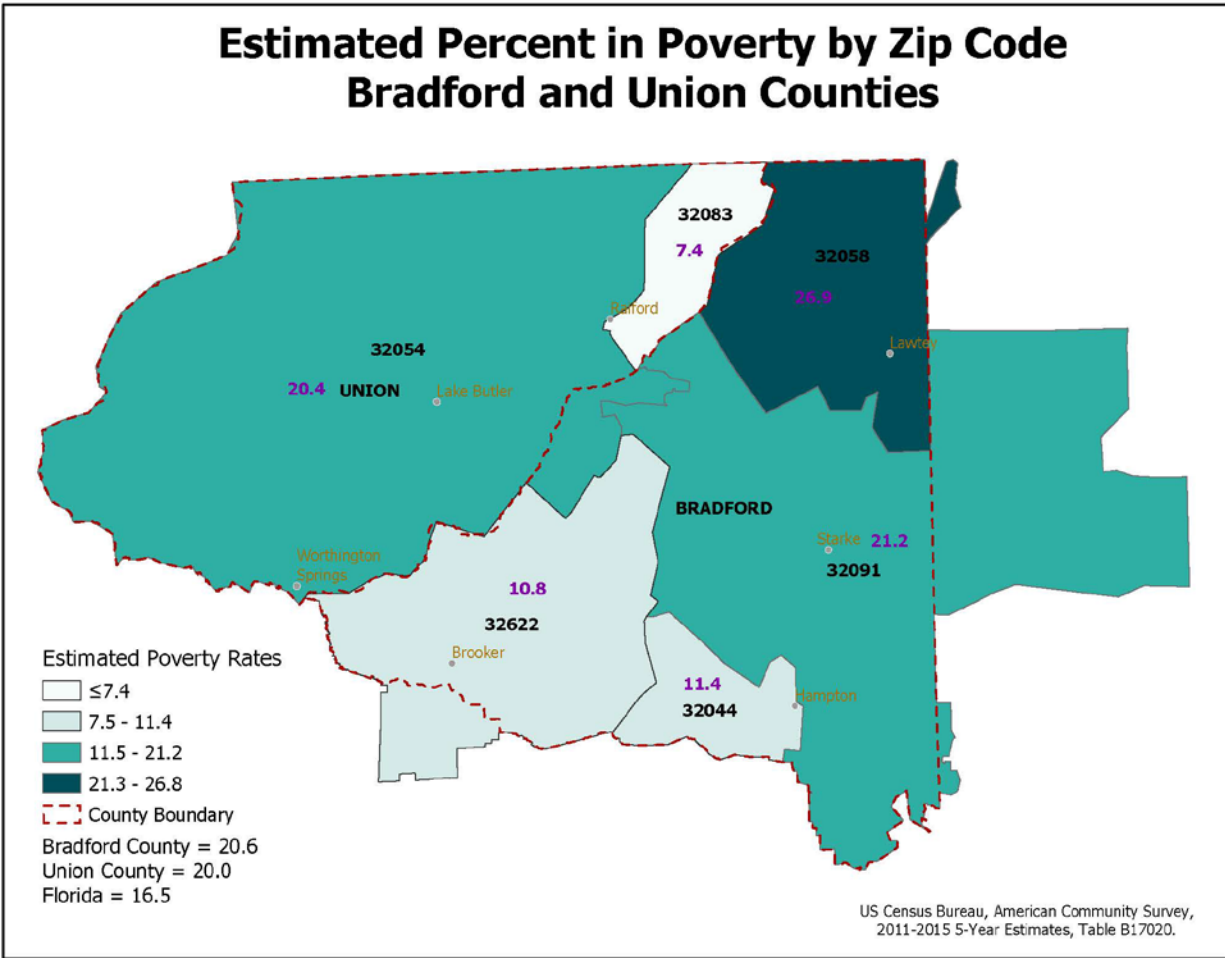 Estimated Percent in Poverty by Zip Code
Bradford and Union Counties
32083
7.4
32058
26.9
Raiford
Lawtey
32054
20.4 UNION
Lake Butler
BRADFORD
Starke 21.2
32091
Worthington
Springs
10.8
32622
Brooker
11.4
32044
Hampton
Estimated Poverty Rates
≤7.4
7.5 - 11.4
11.5 - 21.2
21.3 - 26.8
County Boundary
Bradford County = 20.6
Union County = 20.0
Florida = 16.5
US Census Bureau, American Community Survey,
2011-2015 5-Year Estimates, Table B17020.